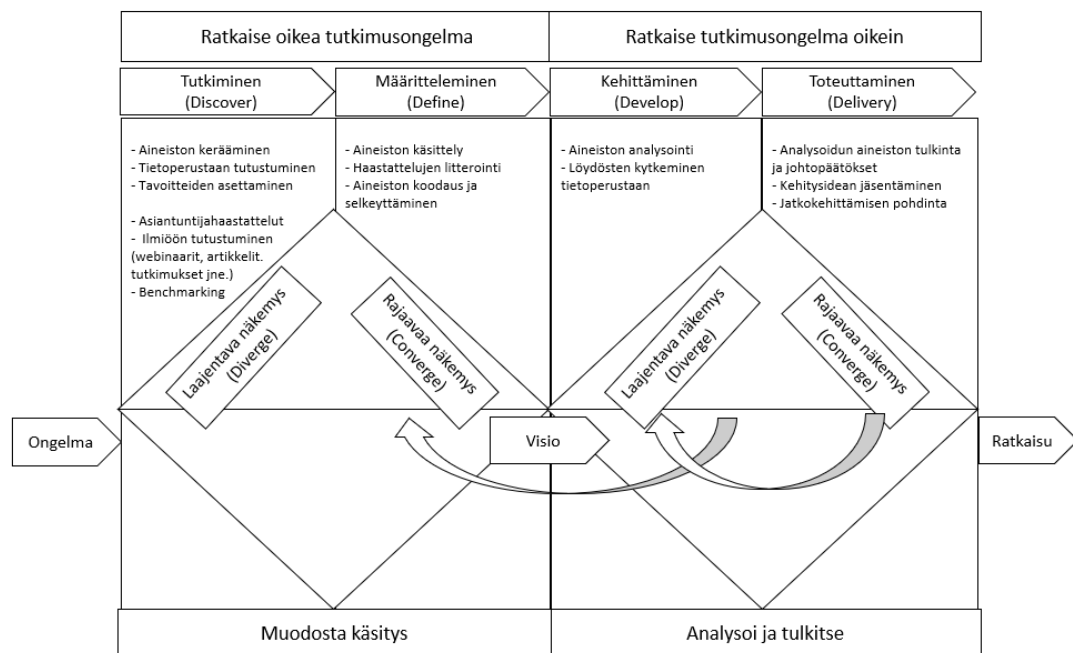 Ratkaise oikea tutkimusongelma
Ratkaise tutkimusongelma oikein
Tutkiminen
(Discover)
Määritteleminen
(Define)
Kehittäminen
(Develop)
Toteuttaminen
(Delivery)
- Aineiston kerääminen
- Tietoperustaan tutustuminen
- Tavoitteiden asettaminen
- Asiantuntijahaastattelut
- Ilmiöön tutustuminen
(webinaarit, artikkelit.
tutkimukset jne.)
- Benchmarking
- Aineiston käsittely
- Haastattelujen litterointi
- Aineiston koodaus ja
selkeyttäminen
- Aineiston analysointi
- Löydösten kytkeminen
tietoperustaan
- Analysoidun aineiston tulkinta
ja johtopäätökset
- Kehitysidean jäsentäminen
- Jatkokehittämisen pohdinta
Laajentava näkemys
(Diverge)
Rajaavaa näkemys
(Converge)
Laajentava näkemys
(Diverge)
Rajaavaa näkemys
(Converge)
Ongelma
Visio
Ratkaisu
Muodosta käsitys
Analysoi ja tulkitse